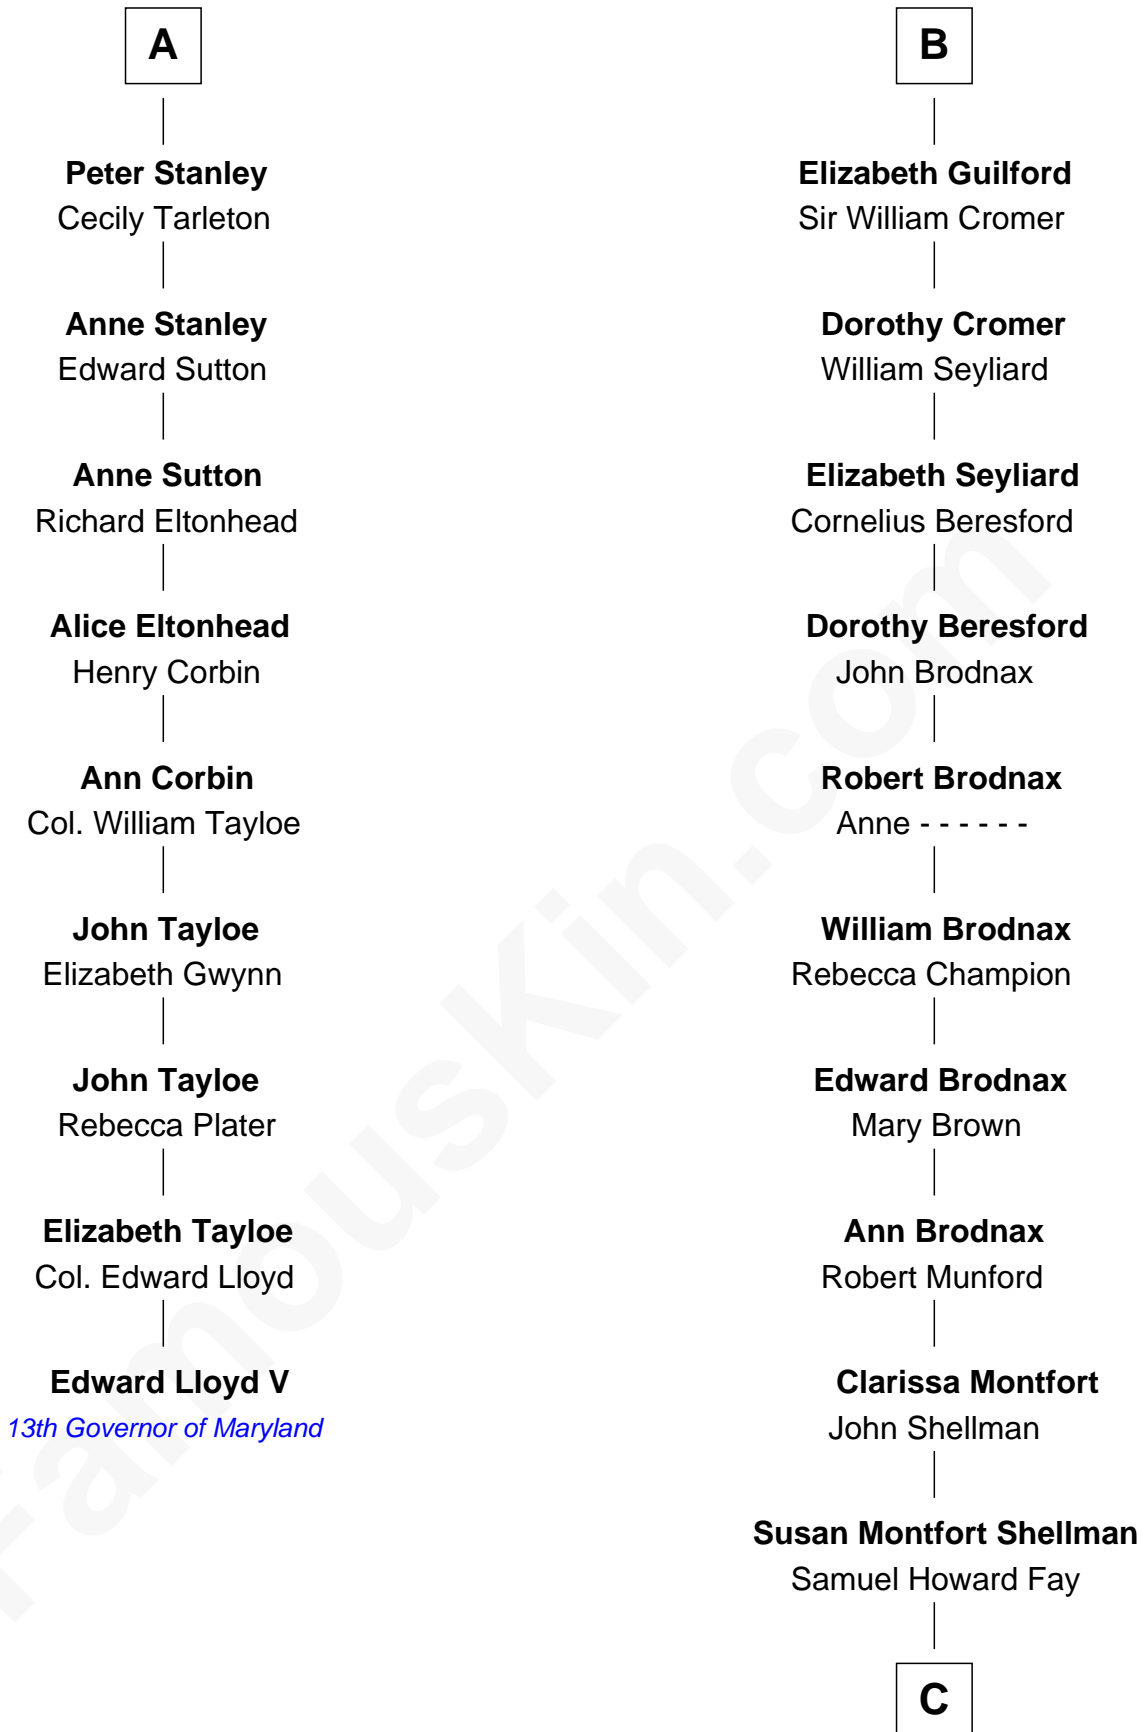 A
Peter Stanley
Cecily Tarleton
Anne Stanley
Edward Sutton
Anne Sutton
Richard Eltonhead
Alice Eltonhead
Henry Corbin
Ann Corbin
Col. William Tayloe
John Tayloe
Elizabeth Gwynn
John Tayloe
Rebecca Plater
Elizabeth Tayloe
Col. Edward Lloyd
Edward Lloyd V
13th Governor of Maryland
B
Elizabeth Guilford
Sir William Cromer
Dorothy Cromer
William Seyliard
Elizabeth Seyliard
Cornelius Beresford
Dorothy Beresford
John Brodnax
Robert Brodnax
Anne - - - - - -
William Brodnax
Rebecca Champion
Edward Brodnax
Mary Brown
Ann Brodnax
Robert Munford
Clarissa Montfort
John Shellman
Susan Montfort Shellman
Samuel Howard Fay
C
FamousKin.com